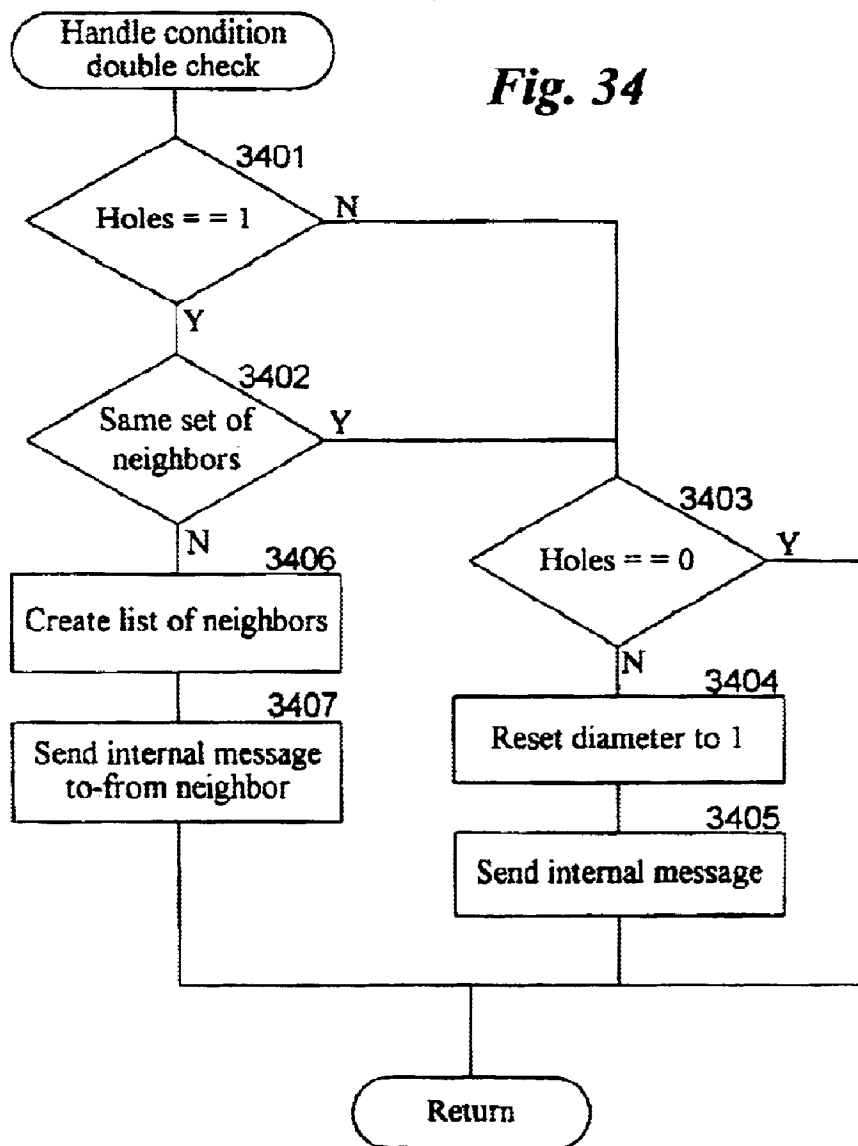 Handle condition
double check
Fig. 34
3401
Holes = = 1
N
Y
3402
Same set of
neighbors
Y
N
3403
Holes = = 0
Y
N
3406
Create list of neighbors
3404
Reset diameter to 1
3407
Send internal message
to-from neighbor
3405
Send internal message
Return